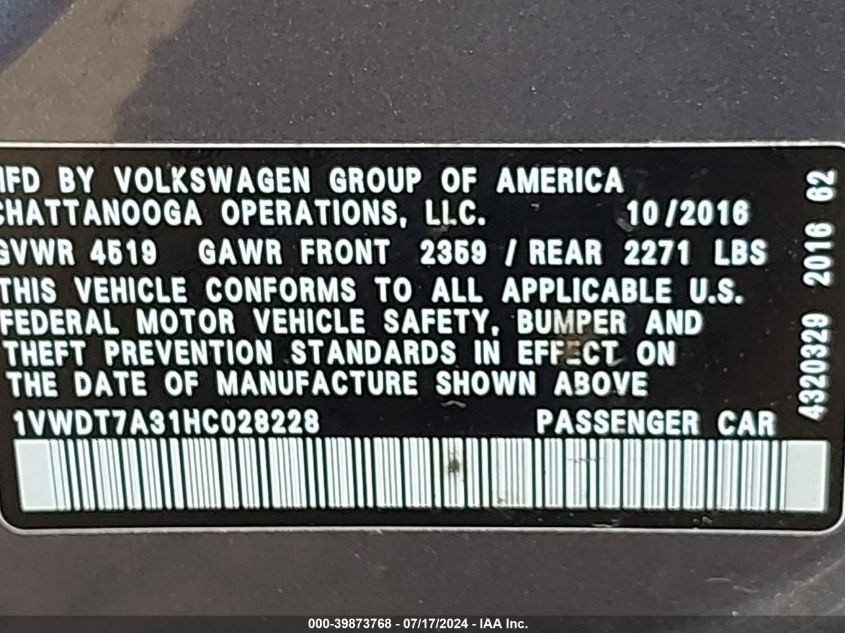 MFD BY VOLKSWAGEN GROUP OF AMERICA
CHATTANOOGA OPERATIONS, LLC. 10/2016
GVWR 4519 GAWR FRONT 2359 / REAR 2271 LBS
THIS VEHICLE CONFORMS TO ALL APPLICABLE U.S.
FEDERAL MOTOR VEHICLE SAFETY, BUMPER AND
THEFT PREVENTION STANDARDS IN EFFECT ON
THE DATE OF MANUFACTURE SHOWN ABOVE
1VWDT7A31HC028228 PASSENGER CAR
4320329 2016 62
000-39873768 - 07/17/2024 - IAA Inc.